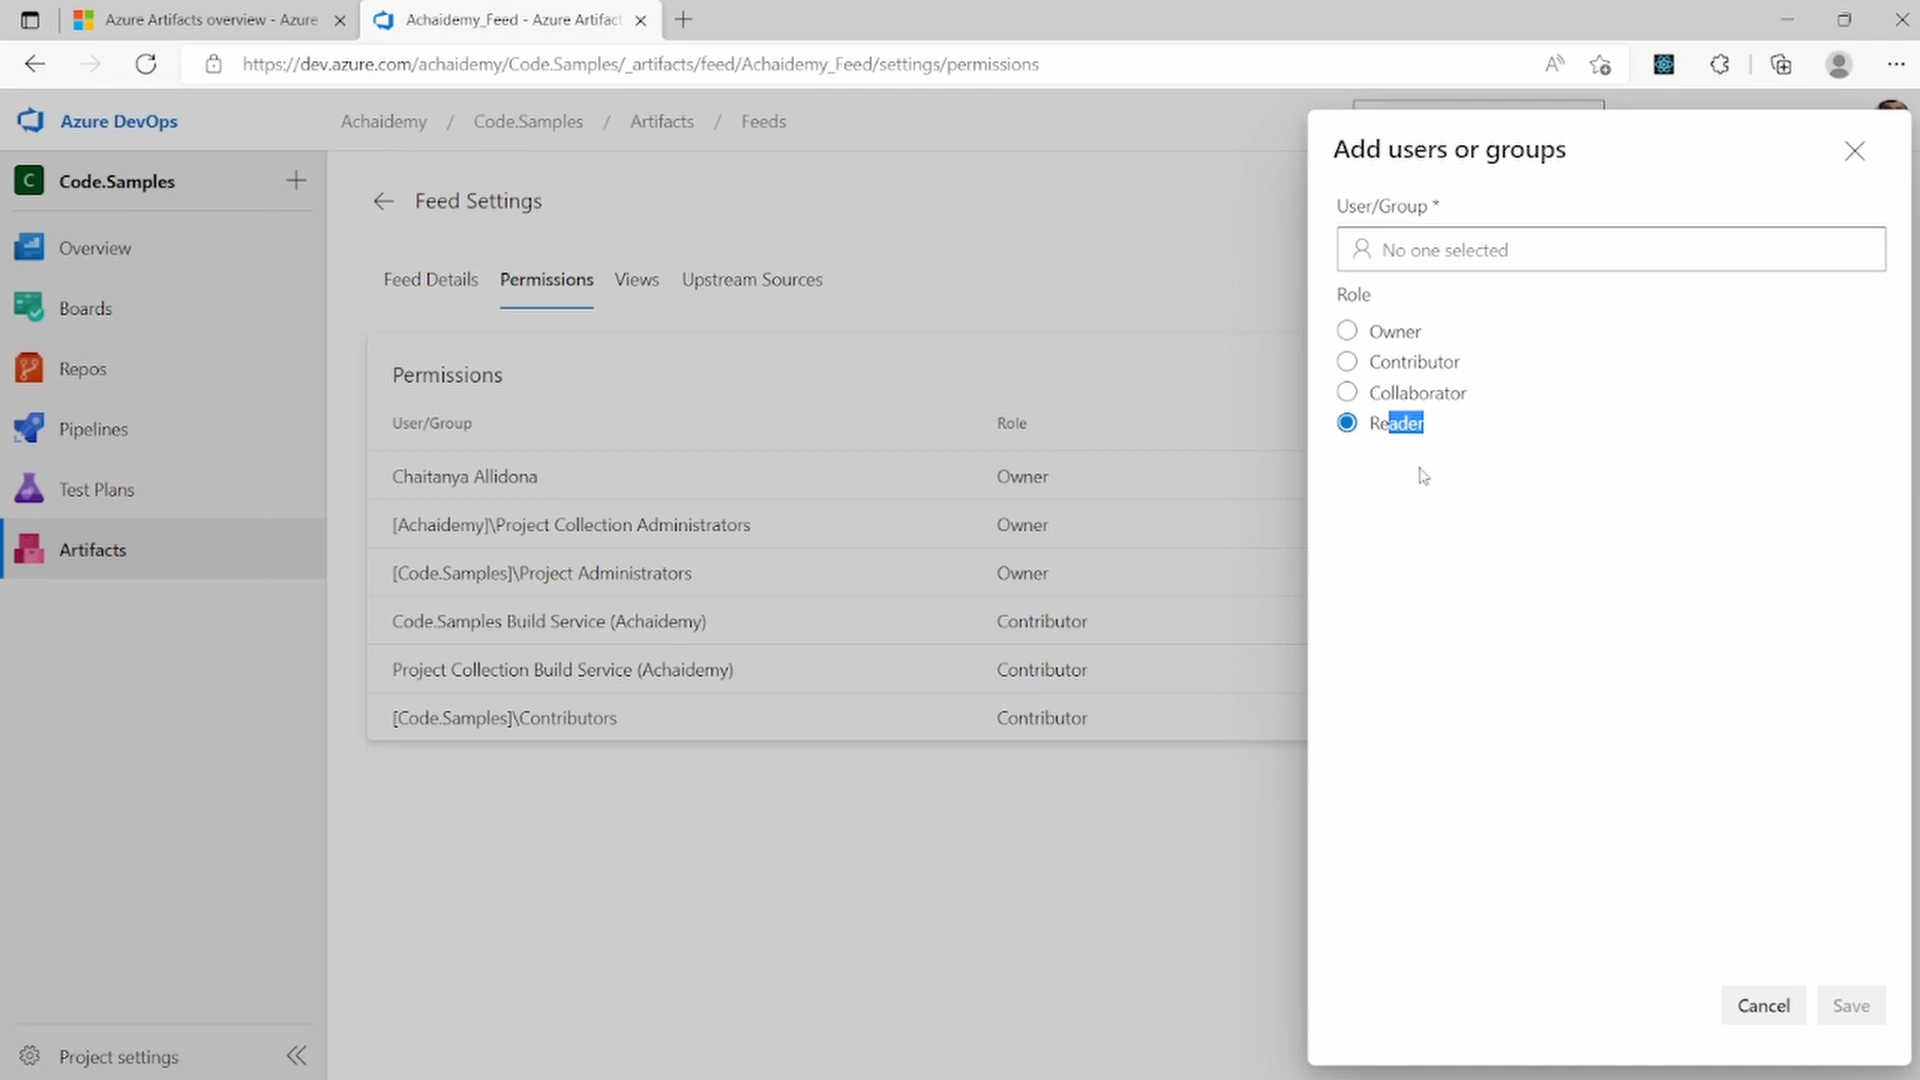 Azure Artifacts overview - Azure
Achaidemy_Feed - Azure Artifact
https://dev.azure.com/achaidemy/Code.Samples/_artifacts/feed/Achaidemy_Feed/settings/permissions
Azure DevOps
Achaidemy / Code.Samples / Artifacts / Feeds
C Code.Samples
Overview
Boards
Repos
Pipelines
Test Plans
Artifacts
Project settings
Feed Settings
Feed Details Permissions Views Upstream Sources
Permissions
User/Group Role
Chaitanya Allidona Owner
[Achaidemy]\Project Collection Administrators Owner
[Code.Samples]\Project Administrators Owner
Code.Samples Build Service (Achaidemy) Contributor
Project Collection Build Service (Achaidemy) Contributor
[Code.Samples]\Contributors Contributor
Add users or groups
User/Group *
No one selected
Role
Owner
Contributor
Collaborator
Reader
Cancel Save